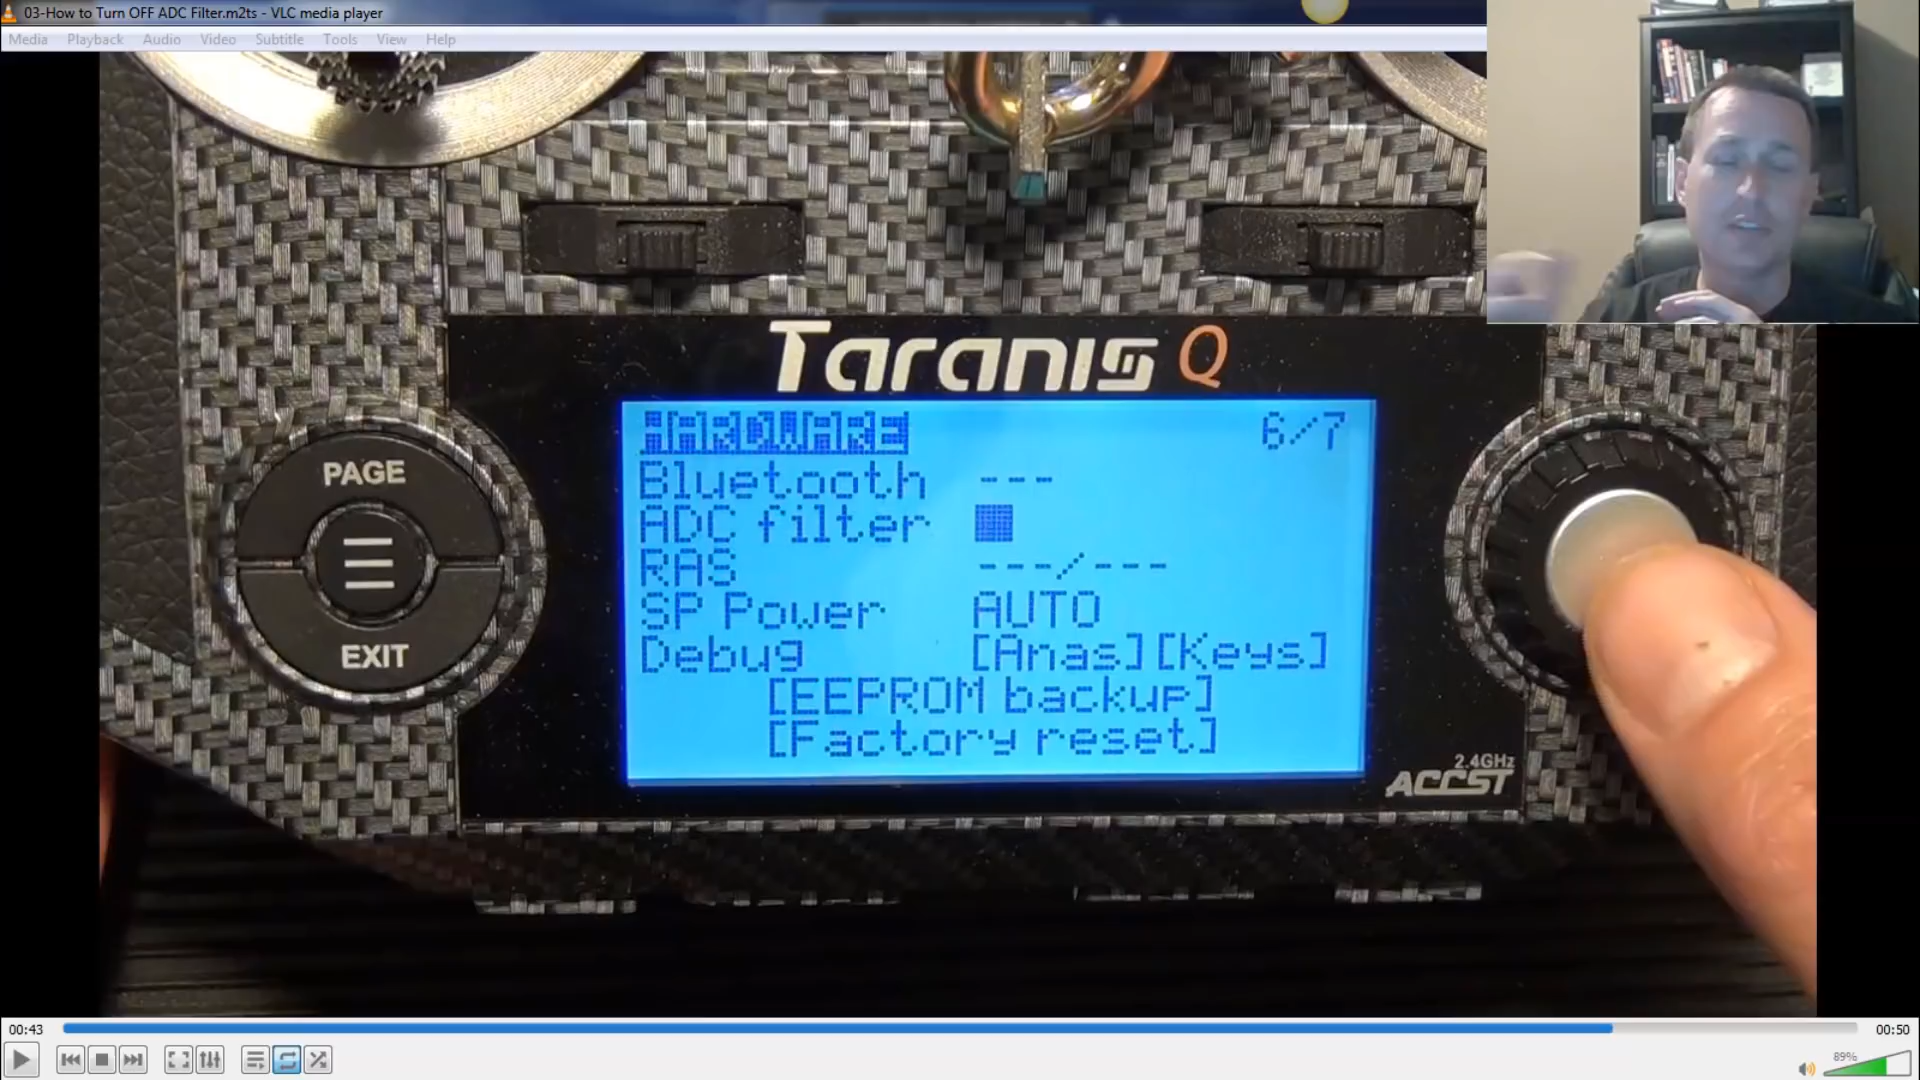 03-How to Turn OFF ADC Filter.m2ts - VLC media player
Media Playback Audio Video Subtitle Tools View Help
Taranis Q
HARDWARE 6/7
Bluetooth ---
ADC filter
RAS ---/---
SP Power AUTO
Debug [Anas] [Keys]
[EEPROM backup]
[Factory reset]
PAGE
EXIT
2.4GHz
ACCST
00:43
00:50
89%